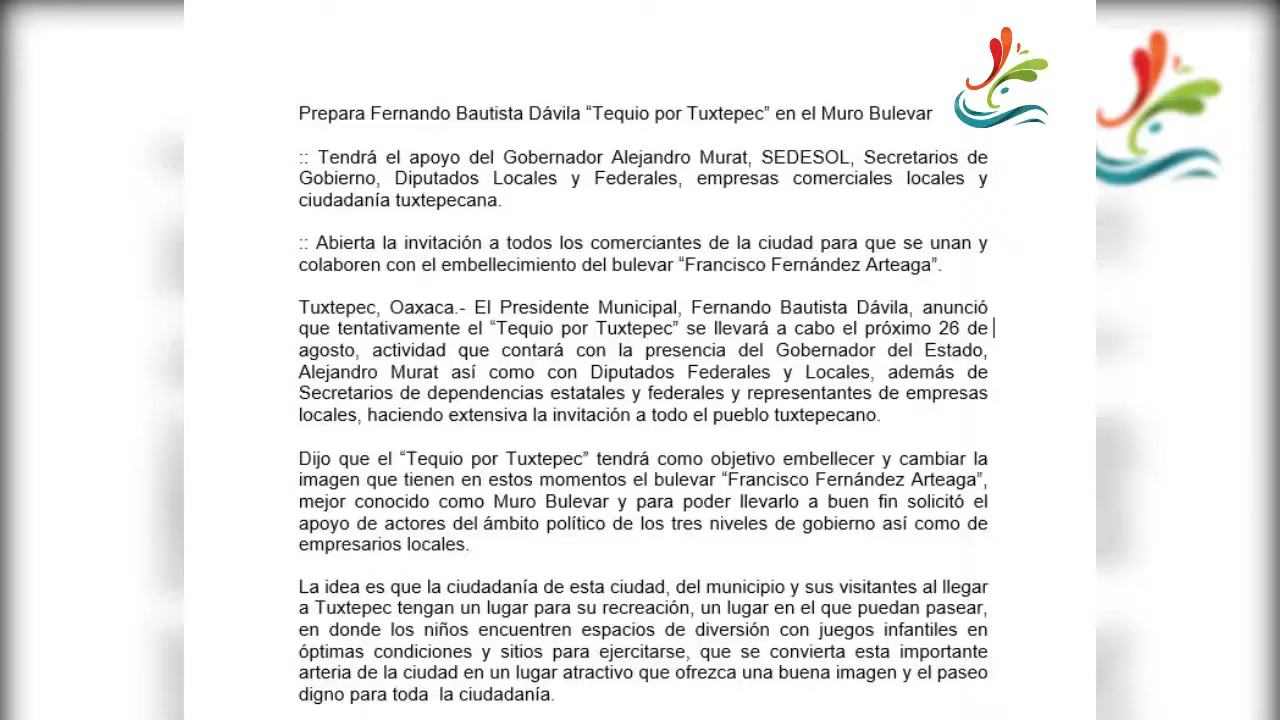 Prepara Fernando Bautista Dávila “Tequio por Tuxtepec” en el Muro Bulevar
:: Tendrá el apoyo del Gobernador Alejandro Murat, SEDESOL, Secretarios de
Gobierno, Diputados Locales y Federales, empresas comerciales locales y
ciudadanía tuxtepecana.
:: Abierta la invitación a todos los comerciantes de la ciudad para que se unan y
colaboren con el embellecimiento del bulevar “Francisco Fernández Arteaga”.
Tuxtepec, Oaxaca.- El Presidente Municipal, Fernando Bautista Dávila, anunció
que tentativamente el “Tequio por Tuxtepec” se llevará a cabo el próximo 26 de
agosto, actividad que contará con la presencia del Gobernador del Estado,
Alejandro Murat así como con Diputados Federales y Locales, además de
Secretarios de dependencias estatales y federales y representantes de empresas
locales, haciendo extensiva la invitación a todo el pueblo tuxtepecano.
Dijo que el “Tequio por Tuxtepec” tendrá como objetivo embellecer y cambiar la
imagen que tienen en estos momentos el bulevar “Francisco Fernández Arteaga”,
mejor conocido como Muro Bulevar y para poder llevarlo a buen fin solicitó el
apoyo de actores del ámbito político de los tres niveles de gobierno así como de
empresarios locales.
La idea es que la ciudadanía de esta ciudad, del municipio y sus visitantes al llegar
a Tuxtepec tengan un lugar para su recreación, un lugar en el que puedan pasear,
en donde los niños encuentren espacios de diversión con juegos infantiles en
óptimas condiciones y sitios para ejercitarse, que se convierta esta importante
arteria de la ciudad en un lugar atractivo que ofrezca una buena imagen y el paseo
digno para toda  la ciudadanía.